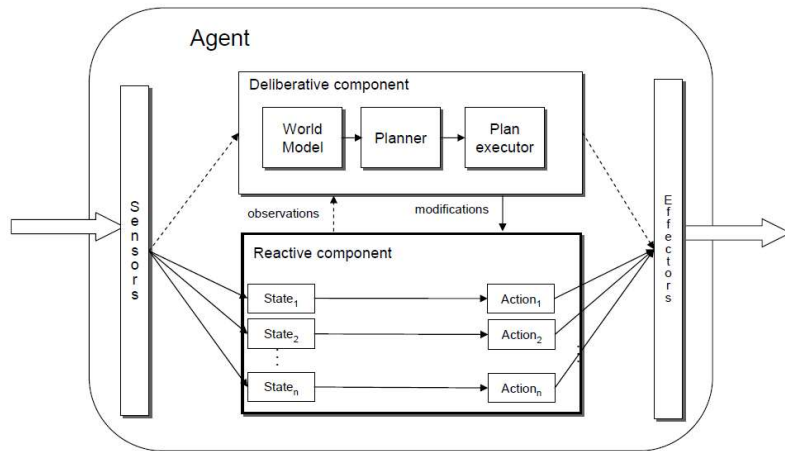 Agent
Deliberative component
World
Model
Planner
Plan
executor
Sensors
observations
modifications
Effectors
Reactive component
State1
Action1
State2
Action2
Staten
Actionn